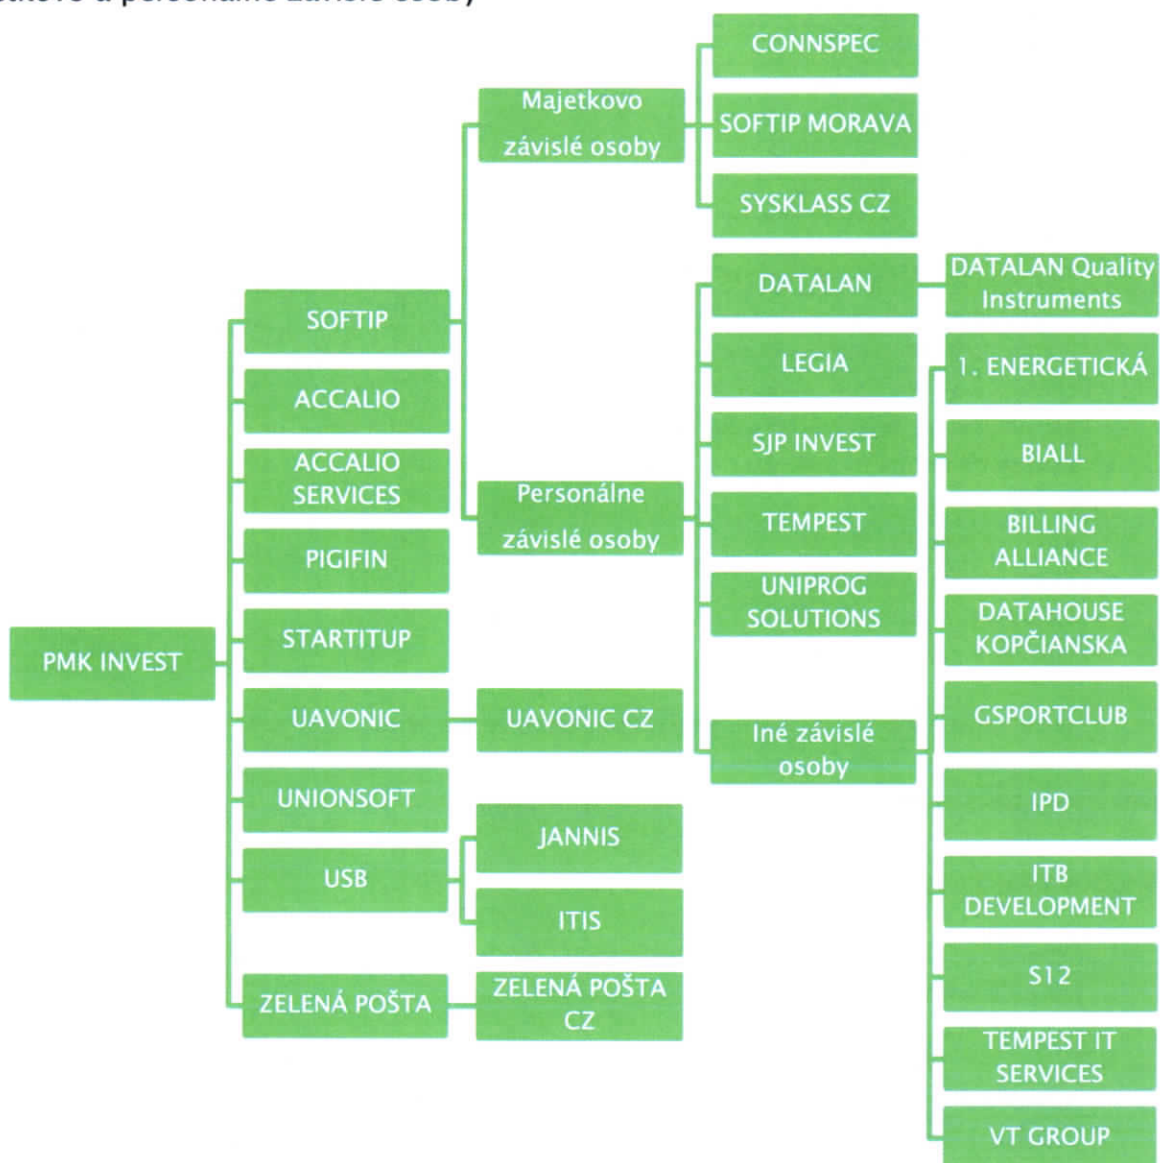 a personálne závislé osoby
CONNSPEC
Majetkovo
závislé osoby
SOFTIP MORAVA
SYSKLASS CZ
DATALAN
DATALAN Quality
Instruments
SOFTIP
LEGIA
1. ENERGETICKÁ
ACCALIO
SJP INVEST
BIALL
ACCALIO
SERVICES
Personálne
závislé osoby
TEMPEST
BILLING
ALLIANCE
PIGIFIN
UNIPROG
SOLUTIONS
DATAHOUSE
KOPČIANSKA
STARTITUP
PMK INVEST
UAVONIC
UAVONIC CZ
Iné závislé
osoby
GSPORTCLUB
UNIONSOFT
JANNIS
IPD
USB
ITIS
ITB
DEVELOPMENT
ZELENÁ POŠTA
ZELENÁ POŠTA
CZ
S12
TEMPEST IT
SERVICES
VT GROUP